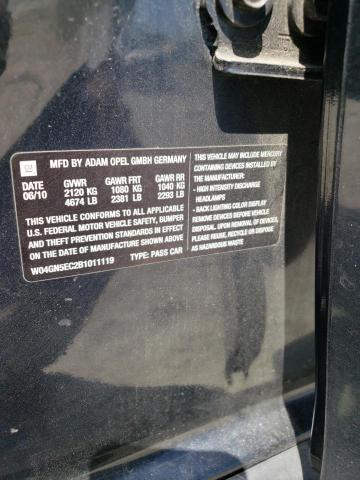 GM
MFD BY ADAM OPEL GMBH GERMANY
DATE GVWR GAWR FRT GAWR RR
06/10 2120 KG 1080 KG 1040 KG
4674 LB 2381 LB 2293 LB
THIS VEHICLE CONFORMS TO ALL APPLICABLE
U.S. FEDERAL MOTOR VEHICLE SAFETY, BUMPER
AND THEFT PREVENTION STANDARDS IN EFFECT
ON THE DATE OF MANUFACTURE SHOWN ABOVE.
W04GN5EC2B1011119 TYPE: PASS CAR
THIS VEHICLE MAY INCLUDE MERCURY
CONTAINING DEVICES INSTALLED BY
THE MANUFACTURER:
- HIGH INTENSITY DISCHARGE
HEADLAMPS
- BACK LIGHTING COLOR DISPLAY
REMOVE DEVICES BEFORE VEHICLE
DISPOSAL. UPON REMOVAL OF DEVICES
PLEASE REUSE, RECYCLE OR DISPOSE
AS HAZARDOUS WASTE